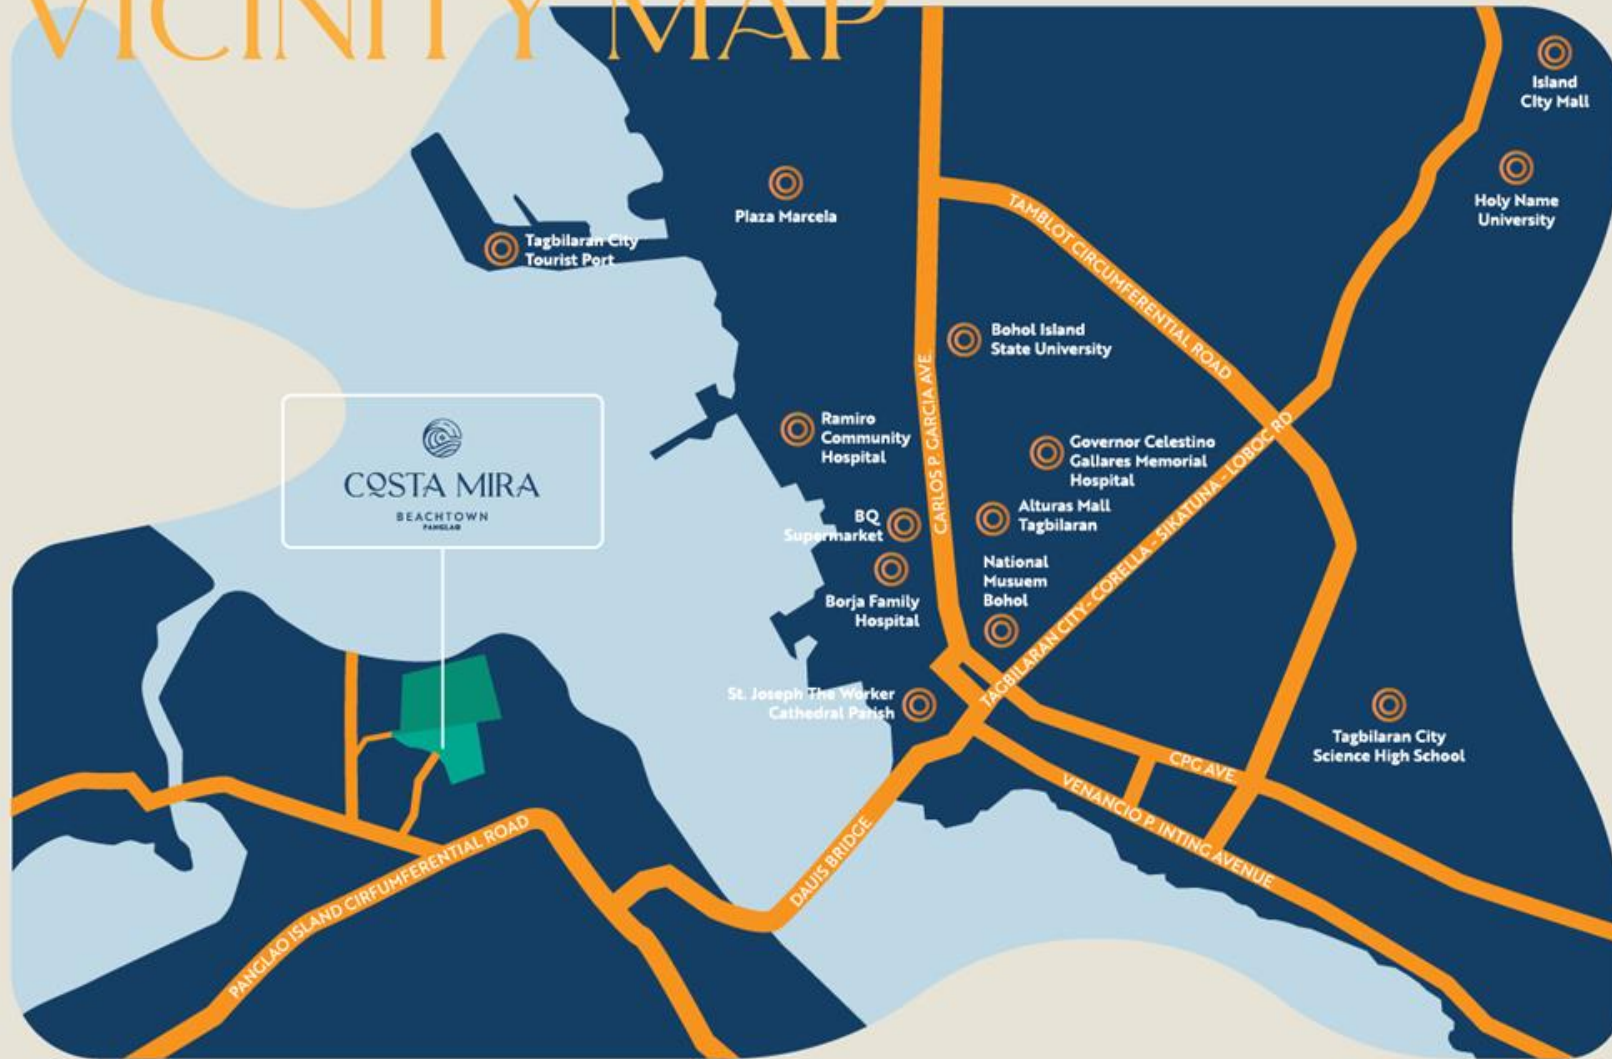 VICINITY MAP
Island
CIty Mall
Holy Name
University
Plaza Marcela
TAMBLOT CIRCUMFERENTIAL ROAD
Tagbilaran City
Tourist Port
Bohol Island
State University
CARLOS P. GARCIA AVE.
Ramiro
Community
Hospital
Governor Celestino
Gallares Memorial
Hospital
COSTA MIRA
BEACHTOWN
PANGLAO
BQ
Supermarket
Alturas Mall
Tagbilaran
National
Musuem
Bohol
Borja Family
Hospital
TAGBILARAN CITY- CORELLA - SIKATUNA - LOBOC RD
St. Joseph The Worker
Cathedral Parish
Tagbilaran City
Science High School
CPG AVE.
VENANCIO P. INTING AVENUE
DAUIS BRIDGE
PANGLAO ISLAND CIRFUMFERENTIAL ROAD